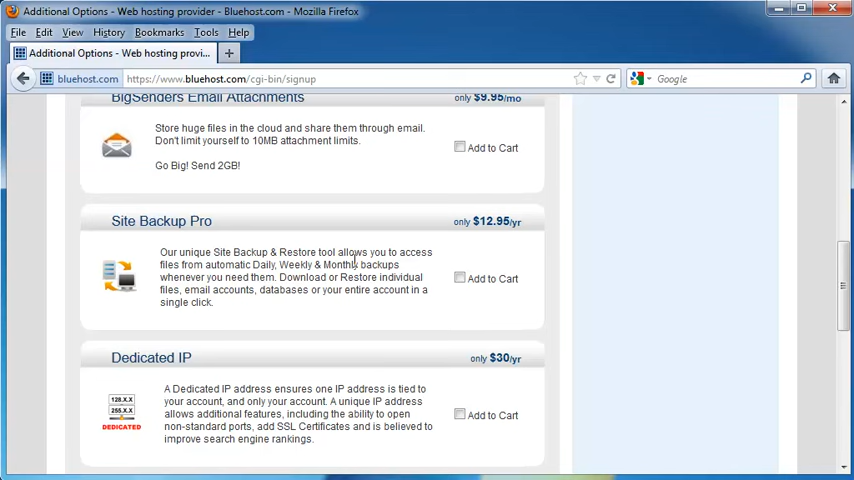 Additional Options - Web hosting provider - Bluehost.com - Mozilla Firefox
File Edit View History Bookmarks Tools Help
Additional Options - Web hosting provi...
bluehost.com https://www.bluehost.com/cgi-bin/signup Google
BigSenders Email Attachments only $9.95/mo
Store huge files in the cloud and share them through email.
Don't limit yourself to 10MB attachment limits.
Add to Cart
Go Big! Send 2GB!
Site Backup Pro only $12.95/yr
Our unique Site Backup & Restore tool allows you to access
files from automatic Daily, Weekly & Monthly backups
whenever you need them. Download or Restore individual
Add to Cart
files, email accounts, databases or your entire account in a
single click.
Dedicated IP only $30/yr
A Dedicated IP address ensures one IP address is tied to
your account, and only your account. A unique IP address
allows additional features, including the ability to open
Add to Cart
non-standard ports, add SSL Certificates and is believed to
improve search engine rankings.
128.X.X
255.X.X
DEDICATED